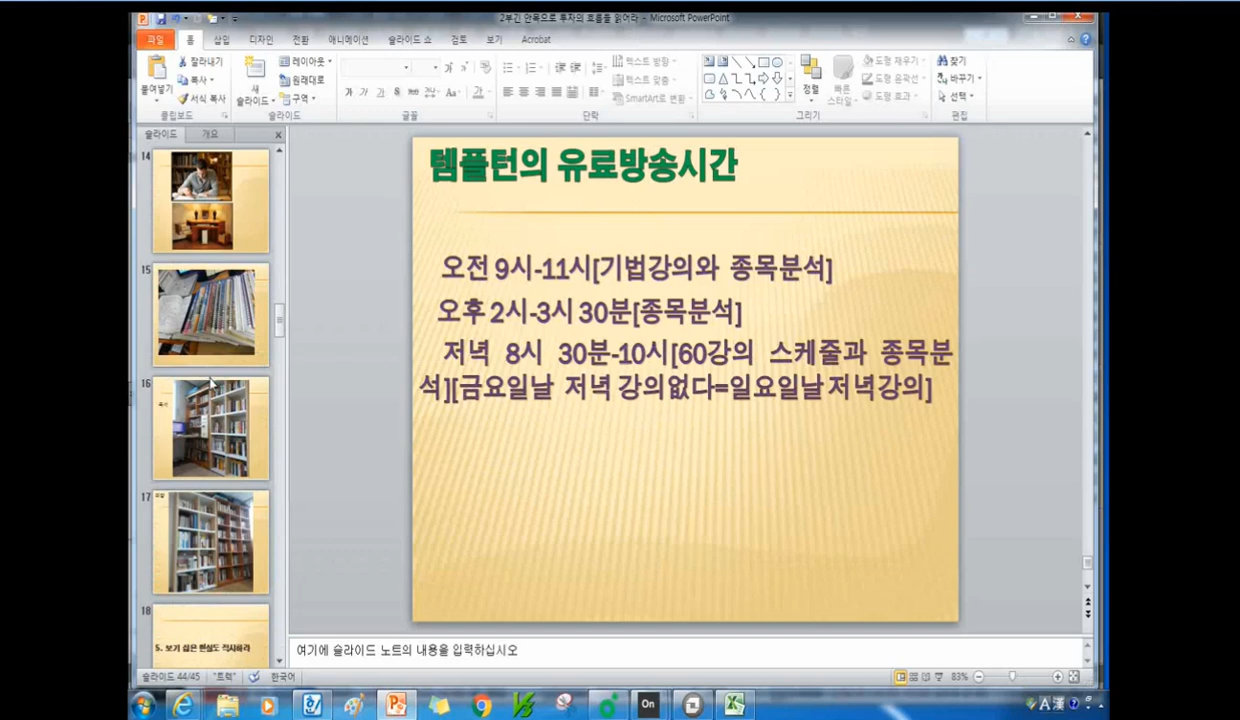 2부긴 안목으로 투자의 흐름을 읽어라 - Microsoft PowerPoint
파일 홈 삽입 디자인 전환 애니메이션 슬라이드 쇼 검토 보기 Acrobat
잘라내기
복사
서식 복사
붙여넣기
클립보드
새
슬라이드
레이아웃
원래대로
구역
슬라이드
글꼴
텍스트 방향
텍스트 맞춤
SmartArt로 변환
단락
정렬
빠른
스타일
도형 채우기
도형 윤곽선
도형 효과
그리기
찾기
바꾸기
선택
편집
슬라이드 개요
14
15
16
17
18
5. 보기 싫은 현실도 직시하라
템플턴의 유료방송시간
오전 9시-11시[기법강의와 종목분석]
오후 2시-3시 30분[종목분석]
저녁 8시 30분-10시[60강의 스케줄과 종목분
석][금요일날 저녁 강의없다=일요일날 저녁강의]
여기에 슬라이드 노트의 내용을 입력하십시오
슬라이드 44/45 "트랙" 한국어 83%
On
A 漢